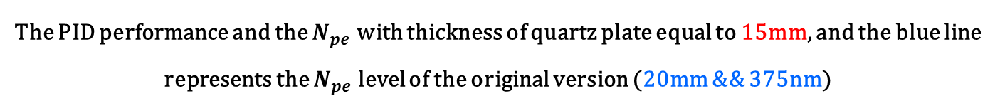 The PID performance and the Npe with thickness of quartz plate equal to 15mm, and the blue line
represents the Npe level of the original version (20mm && 375nm)